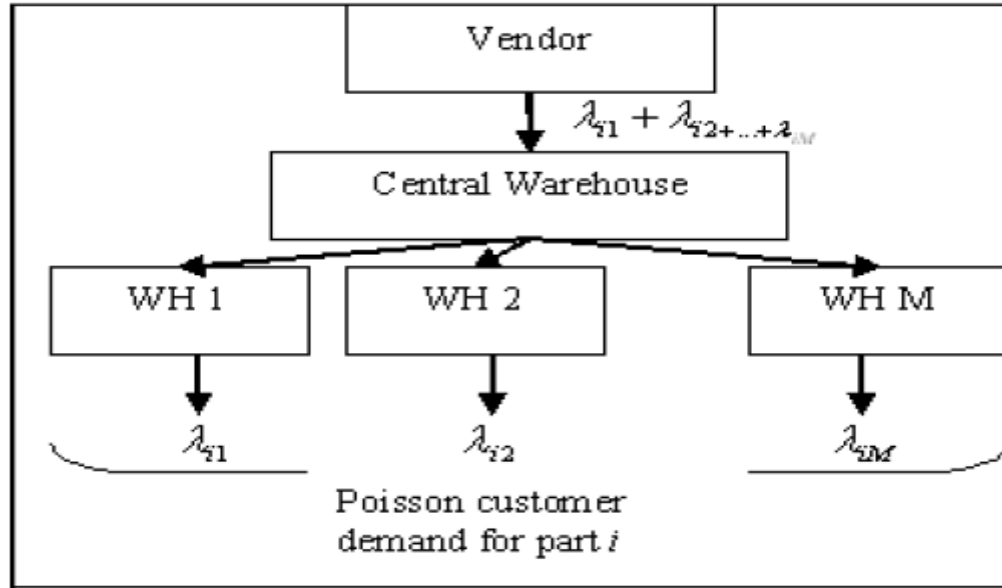 Vendor
λi1 + λi2+...+λiM
Central Warehouse
WH 1 WH 2 WH M
λi1 λi2 λiM
Poisson customer
demand for part i